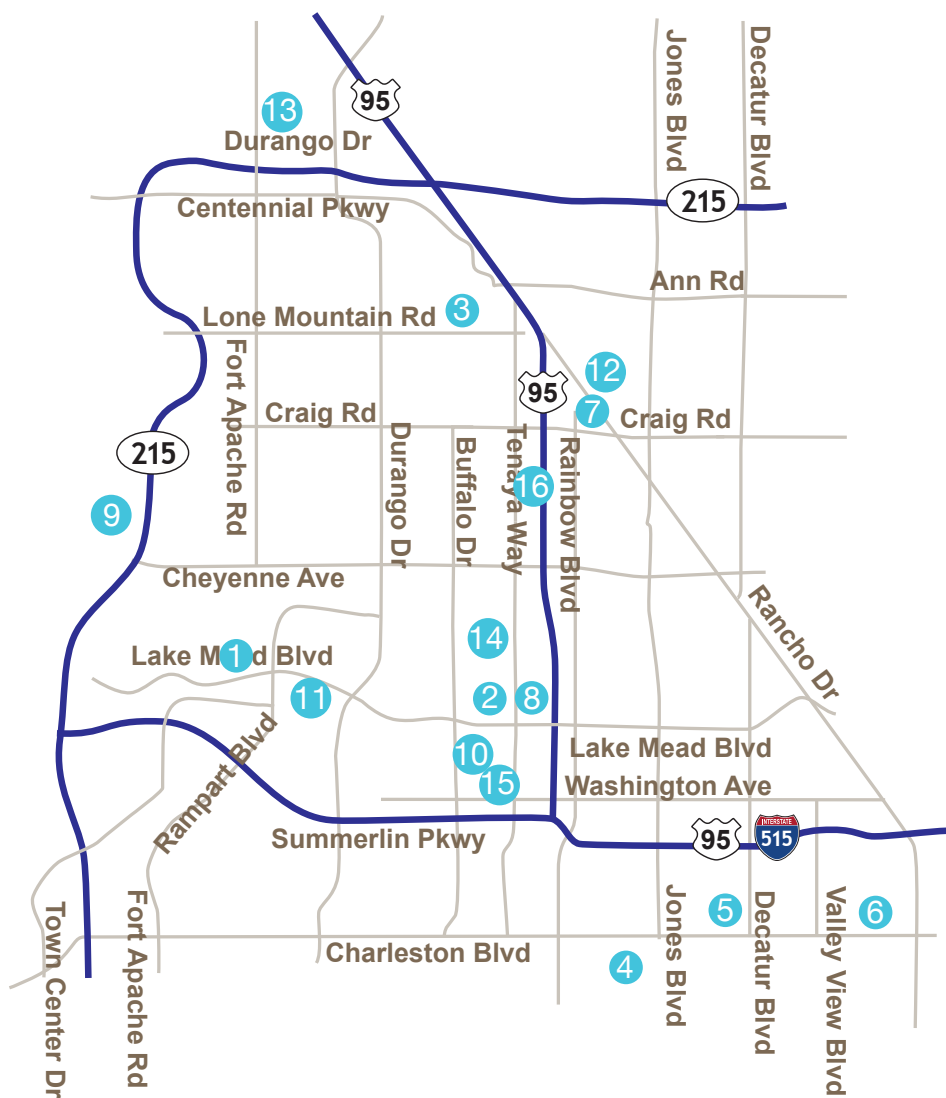 Jones Blvd
Decatur Blvd
95
13
Durango Dr
215
Centennial Pkwy
Ann Rd
3
Lone Mountain Rd
Fort Apache Rd
12
95
7
Craig Rd
Craig Rd
Durango Dr
Buffalo Dr
Tenaya Way
Rainbow Blvd
215
16
9
Cheyenne Ave
Rancho Dr
14
Lake Mead Blvd
1
11
2
8
Rampart Blvd
10
Lake Mead Blvd
15
Washington Ave
Summerlin Pkwy
95
INTERSTATE
515
Town Center Dr
Fort Apache Rd
Charleston Blvd
4
Jones Blvd
5
Decatur Blvd
Valley View Blvd
6